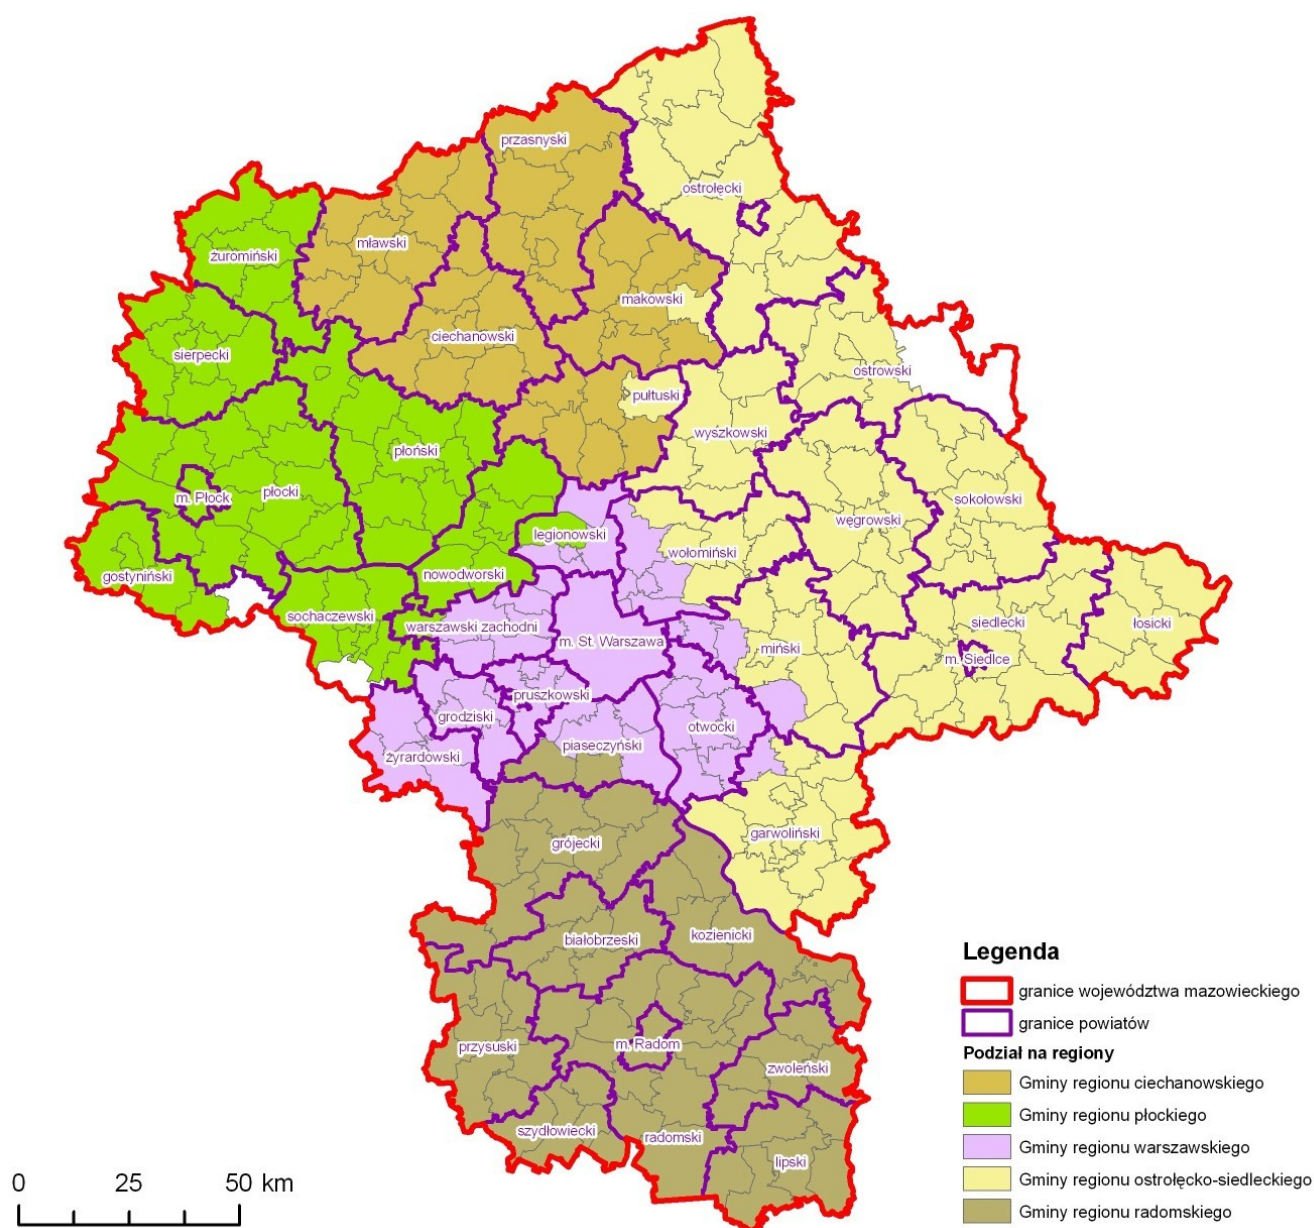 przasnyski
ostrołęcki
mławski
żuromiński
makowski
ciechanowski
sierpecki
ostrowski
pułtuski
wyszkowski
płoński
sokołowski
m. Płock
płocki
węgrowski
legionowski
wołomiński
gostyniński
nowodworski
sochaczewski
warszawski zachodni
m. St. Warszawa
miński
siedlecki
łosicki
m. Siedlce
pruszkowski
grodziski
otwocki
piaseczyński
żyrardowski
grójecki
garwoliński
białobrzeski
kozienicki
przysuski
m. Radom
zwoleński
szydłowiecki
radomski
lipski
Legenda
granice województwa mazowieckiego
granice powiatów
Podział na regiony
Gminy regionu ciechanowskiego
Gminy regionu płockiego
Gminy regionu warszawskiego
Gminy regionu ostrołęcko-siedleckiego
Gminy regionu radomskiego
0 25 50 km